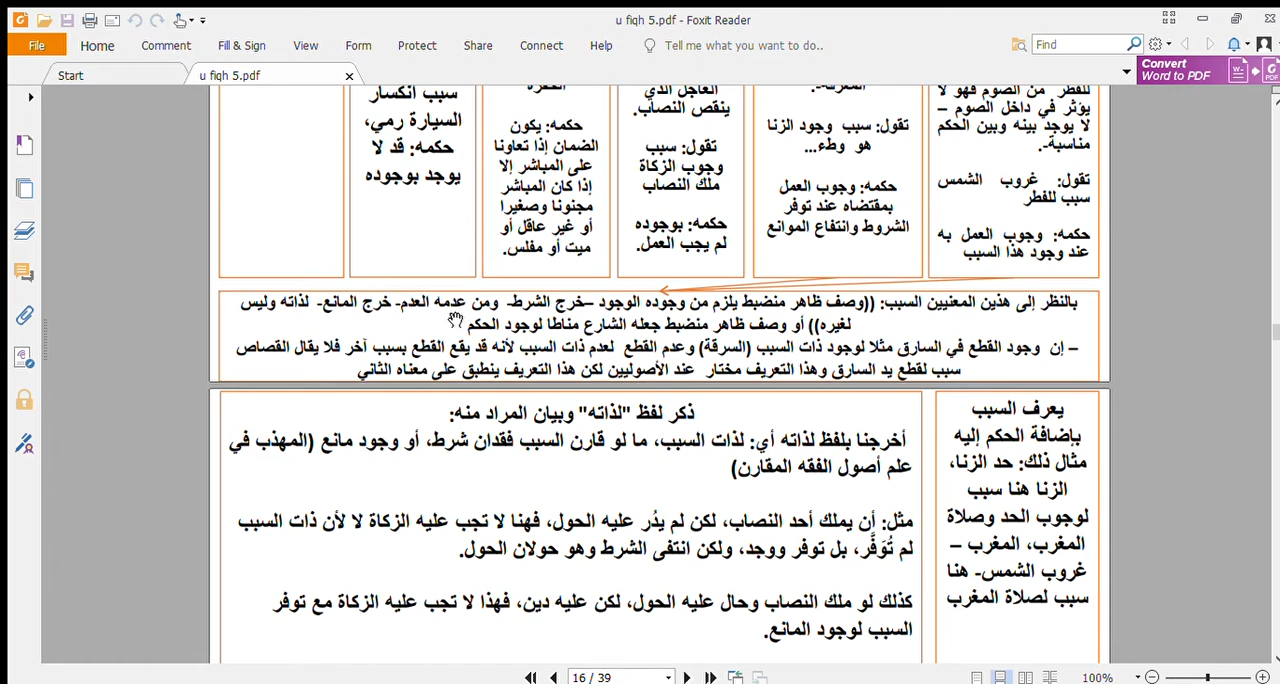 u fiqh 5.pdf - Foxit Reader
File Home Comment Fill & Sign View Form Protect Share Connect Help Tell me what you want to do.. Find
Start
u fiqh 5.pdf
Convert
Word to PDF
للفطر من الصوم فهو لا
يؤثر في داخل الصوم –
لا يوجد بينه وبين الحكم
مناسبة-.
تقول: غروب الشمس
سبب للفطر
حكمه: وجوب العمل به
عند وجود هذا السبب
تقول: سبب وجود الزنا
هو وطء...
حكمه: وجوب العمل
بمقتضاه عند توفر
الشروط وانتفاع الموانع
العاجل الذي
ينقص النصاب.
تقول: سبب
وجوب الزكاة
ملك النصاب
حكمه: بوجوده
لم يجب العمل.
الحفرة
حكمه: يكون
الضمان إذا تعاونا
على المباشر إلا
إذا كان المباشر
مجنونا وصغيرا
أو غير عاقل أو
ميت أو مفلس.
سبب انكسار
السيارة رمي،
حكمه: قد لا
يوجد بوجوده
بالنظر إلى هذين المعنيين السبب: ((وصف ظاهر منضبط يلزم من وجوده الوجود –خرج الشرط- ومن عدمه العدم- خرج المانع- لذاته وليس
لغيره)) أو وصف ظاهر منضبط جعله الشارع مناطا لوجود الحكم
– إن وجود القطع في السارق مثلا لوجود ذات السبب (السرقة) وعدم القطع لعدم ذات السبب لأنه قد يقع القطع بسبب آخر فلا يقال القصاص
سبب لقطع يد السارق وهذا التعريف مختار عند الأصوليين لكن هذا التعريف ينطبق على معناه الثاني
يعرف السبب
بإضافة الحكم إليه
مثال ذلك: حد الزنا،
الزنا هنا سبب
لوجوب الحد وصلاة
المغرب، المغرب –
غروب الشمس- هنا
سبب لصلاة المغرب
ذكر لفظ "لذاته" وبيان المراد منه:
أخرجنا بلفظ لذاته أي: لذات السبب، ما لو قارن السبب فقدان شرط، أو وجود مانع (المهذب في
علم أصول الفقه المقارن)
مثل: أن يملك أحد النصاب، لكن لم يدُر عليه الحول، فهنا لا تجب عليه الزكاة لا لأن ذات السبب
لم تُوَفَّر، بل توفر ووجد، ولكن انتفى الشرط وهو حولان الحول.
كذلك لو ملك النصاب وحال عليه الحول، لكن عليه دين، فهذا لا تجب عليه الزكاة مع توفر
السبب لوجود المانع.
16 / 39
100%